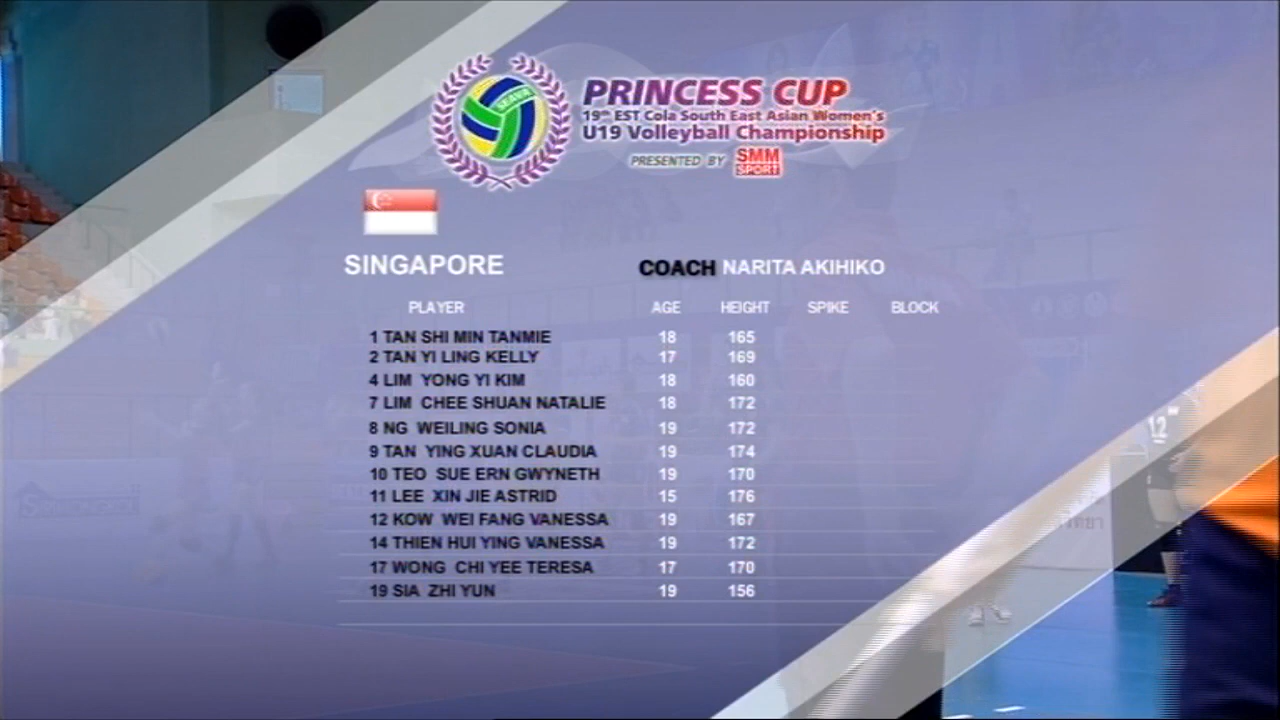 SEAVA
PRINCESS CUP
19th EST Cola South East Asian Women's
U19 Volleyball Championship
PRESENTED BY SMM SPORT
SINGAPORE
COACH NARITA AKIHIKO
PLAYER AGE HEIGHT SPIKE BLOCK
1 TAN SHI MIN TANMIE 18 165
2 TAN YI LING KELLY 17 169
4 LIM YONG YI KIM 18 160
7 LIM CHEE SHUAN NATALIE 18 172
8 NG WEILING SONIA 19 172
9 TAN YING XUAN CLAUDIA 19 174
10 TEO SUE ERN GWYNETH 19 170
11 LEE XIN JIE ASTRID 15 176
12 KOW WEI FANG VANESSA 19 167
14 THIEN HUI YING VANESSA 19 172
17 WONG CHI YEE TERESA 17 170
19 SIA ZHI YUN 19 156
12